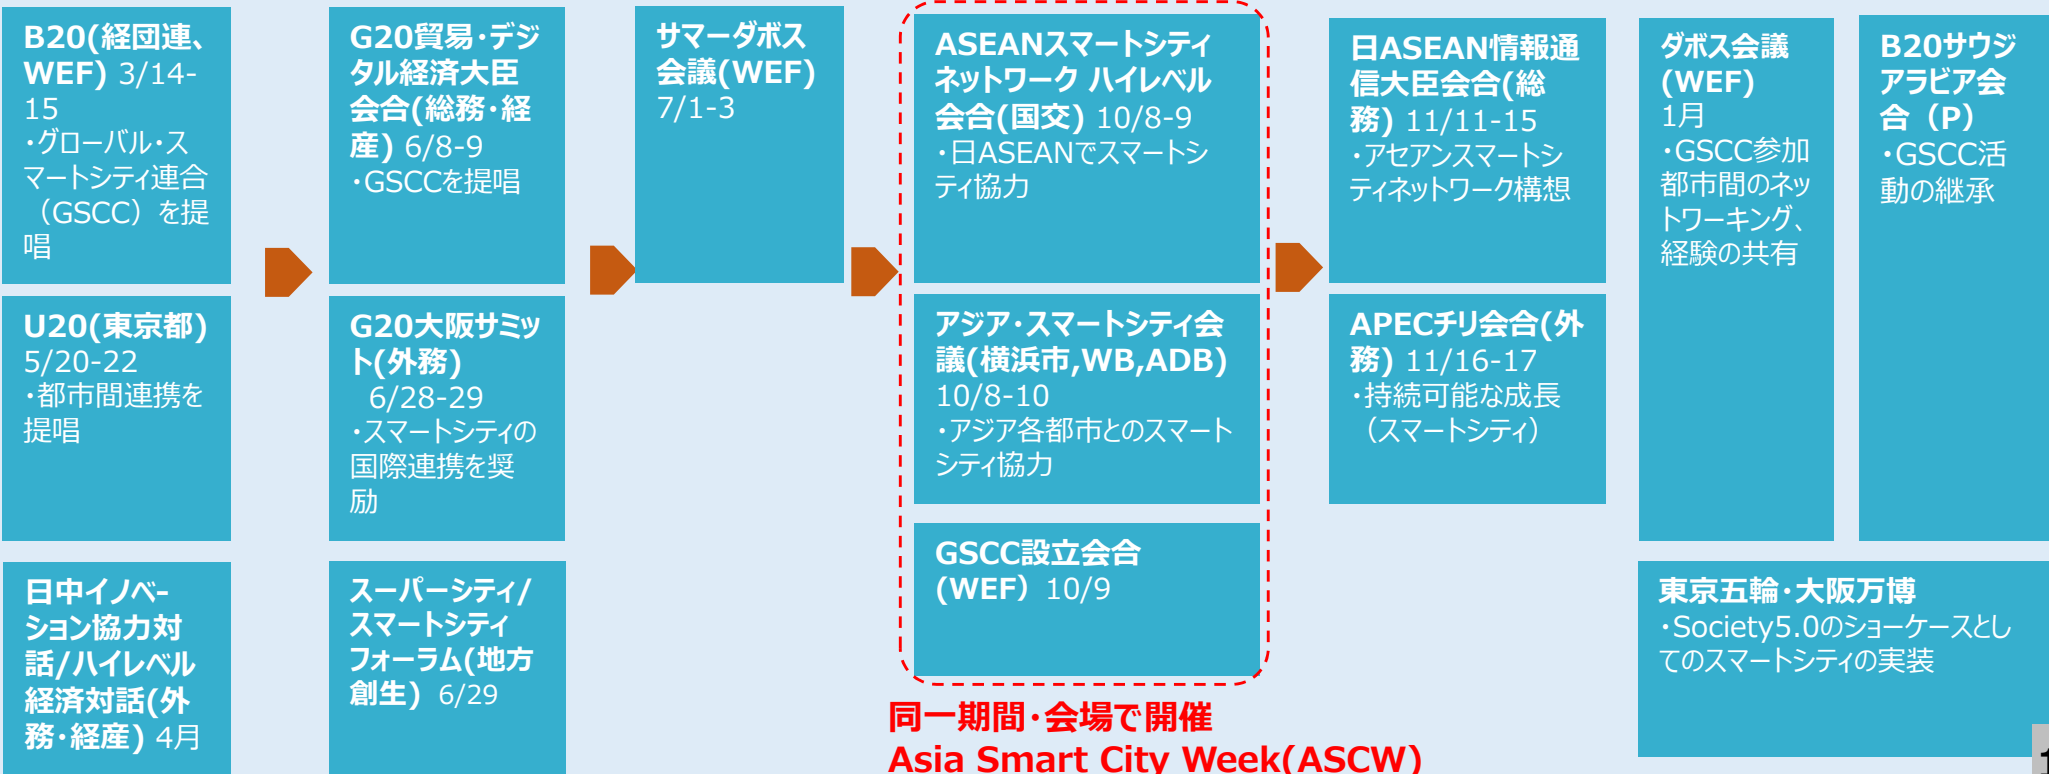 B20(経団連、
WEF) 3/14-
15
・グローバル・ス
マートシティ連合
（GSCC）を提
唱
U20(東京都)
5/20-22
・都市間連携を
提唱
日中イノベー
ション協力対
話/ハイレベル
経済対話(外
務・経産) 4月
G20貿易・デジ
タル経済大臣
会合(総務・経
産) 6/8-9
・GSCCを提唱
G20大阪サミッ
ト(外務)
6/28-29
・スマートシティの
国際連携を奨
励
スーパーシティ/
スマートシティ
フォーラム(地方
創生) 6/29
サマーダボス
会議(WEF)
7/1-3
ASEANスマートシティ
ネットワーク ハイレベル
会合(国交) 10/8-9
・日ASEANでスマートシ
ティ協力
アジア・スマートシティ会
議(横浜市,WB,ADB)
10/8-10
・アジア各都市とのスマート
シティ協力
GSCC設立会合
(WEF）10/9
同一期間・会場で開催
Asia Smart City Week(ASCW)
日ASEAN情報通
信大臣会合(総
務) 11/11-15
・アセアンスマートシ
ティネットワーク構想
APECチリ会合(外
務) 11/16-17
・持続可能な成長
（スマートシティ）
ダボス会議
(WEF)
1月
・GSCC参加
都市間のネッ
トワーキング、
経験の共有
B20サウジ
アラビア会
合（P）
・GSCC活
動の継承
東京五輪・大阪万博
・Society5.0のショーケースとし
てのスマートシティの実装